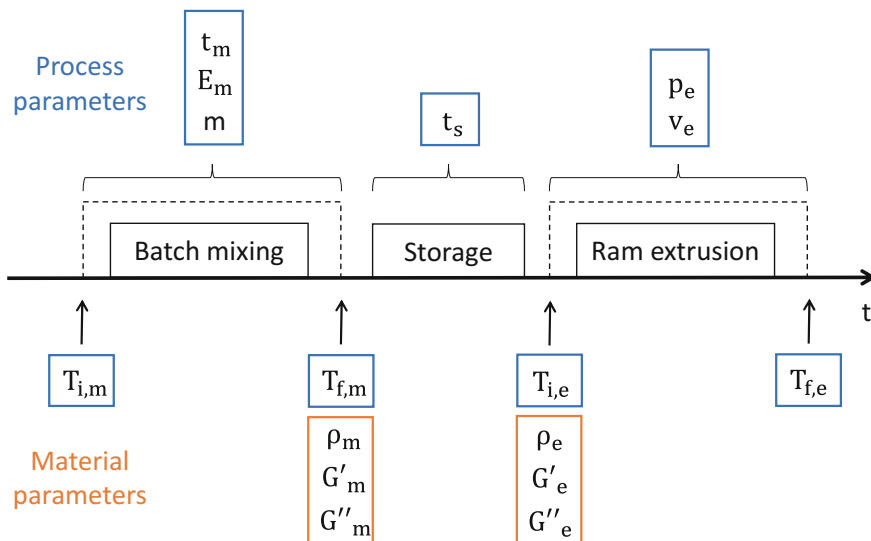 Process
parameters
t_m
E_m
m
t_s
p_e
v_e
Batch mixing
Storage
Ram extrusion
t
T_i,m
T_f,m
T_i,e
T_f,e
Material
parameters
ρ_m
G′_m
G′′_m
ρ_e
G′_e
G′′_e